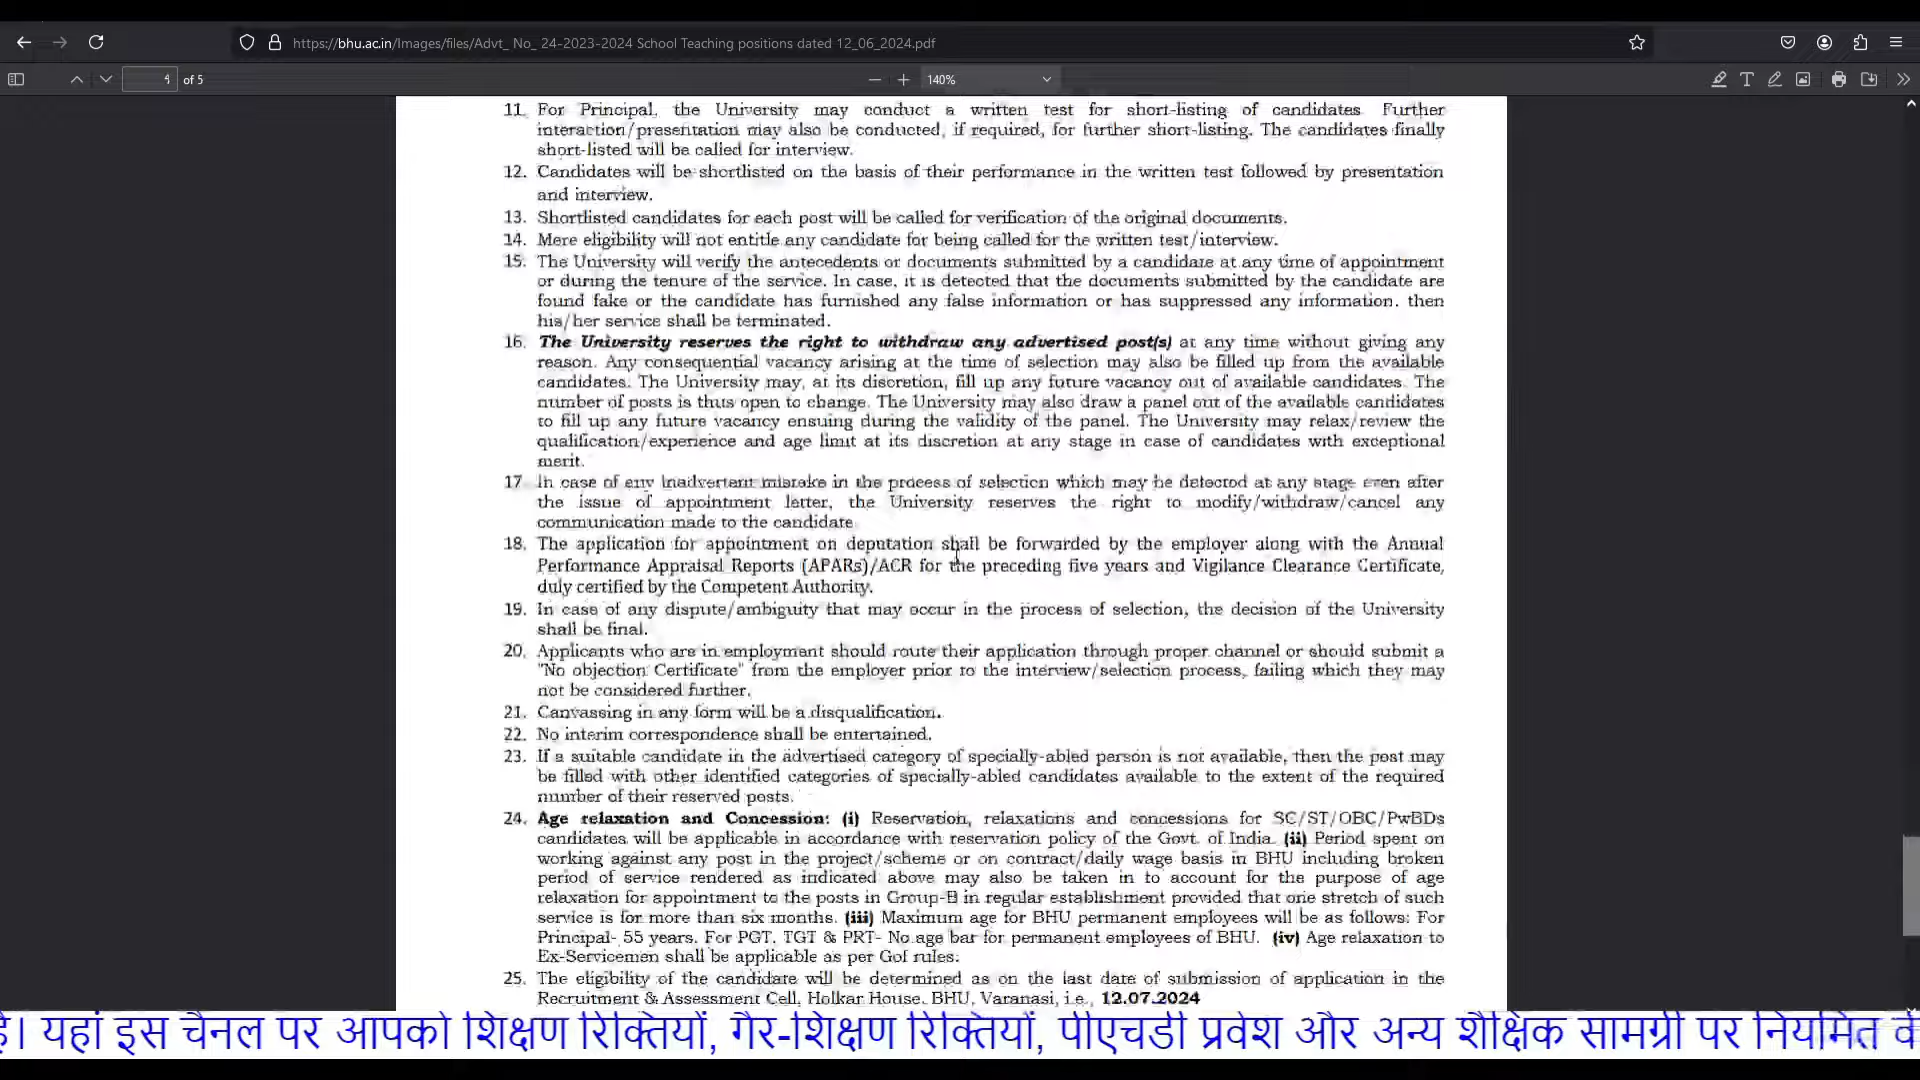 https://bhu.ac.in/Images/files/Advt_ No_ 24-2023-2024 School Teaching positions dated 12_06_2024.pdf
4 of 5 140%
11. For Principal, the University may conduct a written test for short-listing of candidates. Further
interaction/presentation may also be conducted, if required, for further short-listing. The candidates finally
short-listed will be called for interview.
12. Candidates will be shortlisted on the basis of their performance in the written test followed by presentation
and interview.
13. Shortlisted candidates for each post will be called for verification of the original documents.
14. Mere eligibility will not entitle any candidate for being called for the written test/interview.
15. The University will verify the antecedents or documents submitted by a candidate at any time of appointment
or during the tenure of the service. In case, it is detected that the documents submitted by the candidate are
found fake or the candidate has furnished any false information or has suppressed any information, then
his/her service shall be terminated.
16. The University reserves the right to withdraw any advertised post(s) at any time without giving any
reason. Any consequential vacancy arising at the time of selection may also be filled up from the available
candidates. The University may, at its discretion, fill up any future vacancy out of available candidates. The
number of posts is thus open to change. The University may also draw a panel out of the available candidates
to fill up any future vacancy ensuing during the validity of the panel. The University may relax/review the
qualification/experience and age limit at its discretion at any stage in case of candidates with exceptional
merit.
17. In case of any inadvertent mistake in the process of selection which may be detected at any stage even after
the issue of appointment letter, the University reserves the right to modify/withdraw/cancel any
communication made to the candidate
18. The application for appointment on deputation shall be forwarded by the employer along with the Annual
Performance Appraisal Reports (APARs)/ACR for the preceding five years and Vigilance Clearance Certificate,
duly certified by the Competent Authority.
19. In case of any dispute/ambiguity that may occur in the process of selection, the decision of the University
shall be final.
20. Applicants who are in employment should route their application through proper channel or should submit a
"No objection Certificate" from the employer prior to the interview/selection process, failing which they may
not be considered further.
21. Canvassing in any form will be a disqualification.
22. No interim correspondence shall be entertained.
23. If a suitable candidate in the advertised category of specially-abled person is not available, then the post may
be filled with other identified categories of specially-abled candidates available to the extent of the required
number of their reserved posts.
24. Age relaxation and Concession: (i) Reservation, relaxations and concessions for SC/ST/OBC/PwBDs
candidates will be applicable in accordance with reservation policy of the Govt. of India. (ii) Period spent on
working against any post in the project/scheme or on contract/daily wage basis in BHU including broken
period of service rendered as indicated above may also be taken in to account for the purpose of age
relaxation for appointment to the posts in Group-B in regular establishment provided that one stretch of such
service is for more than six months. (iii) Maximum age for BHU permanent employees will be as follows: For
Principal- 55 years. For PGT, TGT & PRT- No age bar for permanent employees of BHU. (iv) Age relaxation to
Ex-Servicemen shall be applicable as per GoI rules.
25. The eligibility of the candidate will be determined as on the last date of submission of application in the
Recruitment & Assessment Cell, Holkar House, BHU, Varanasi, i.e., 12.07.2024
है। यहां इस चैनल पर आपको शिक्षण रिक्तियों, गैर-शिक्षण रिक्तियों, पीएचडी प्रवेश और अन्य शैक्षिक सामग्री पर नियमित